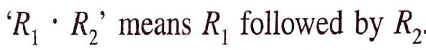 ‘R₁ · R₂’ means R₁ followed by R₂.